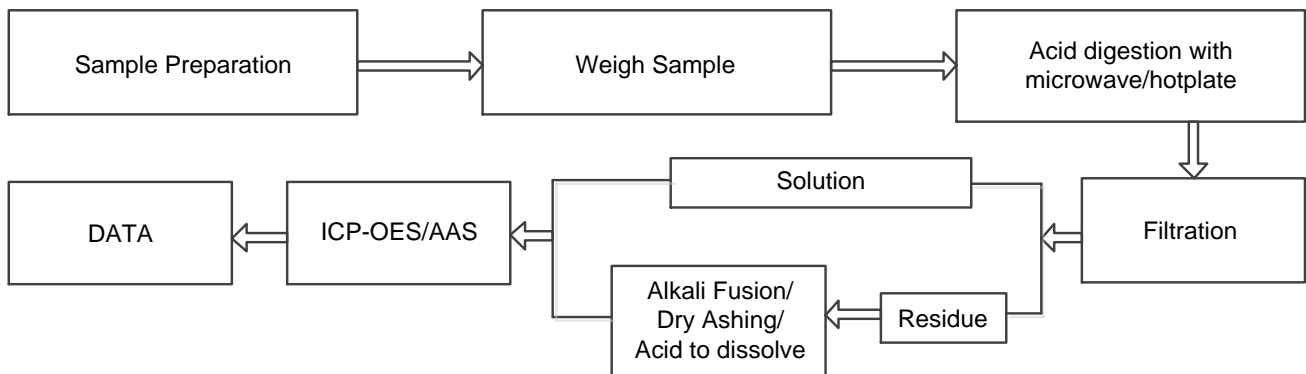 Sample Preparation
Weigh Sample
Acid digestion with
microwave/hotplate
Solution
DATA
ICP-OES/AAS
Filtration
Alkali Fusion/
Dry Ashing/
Acid to dissolve
Residue